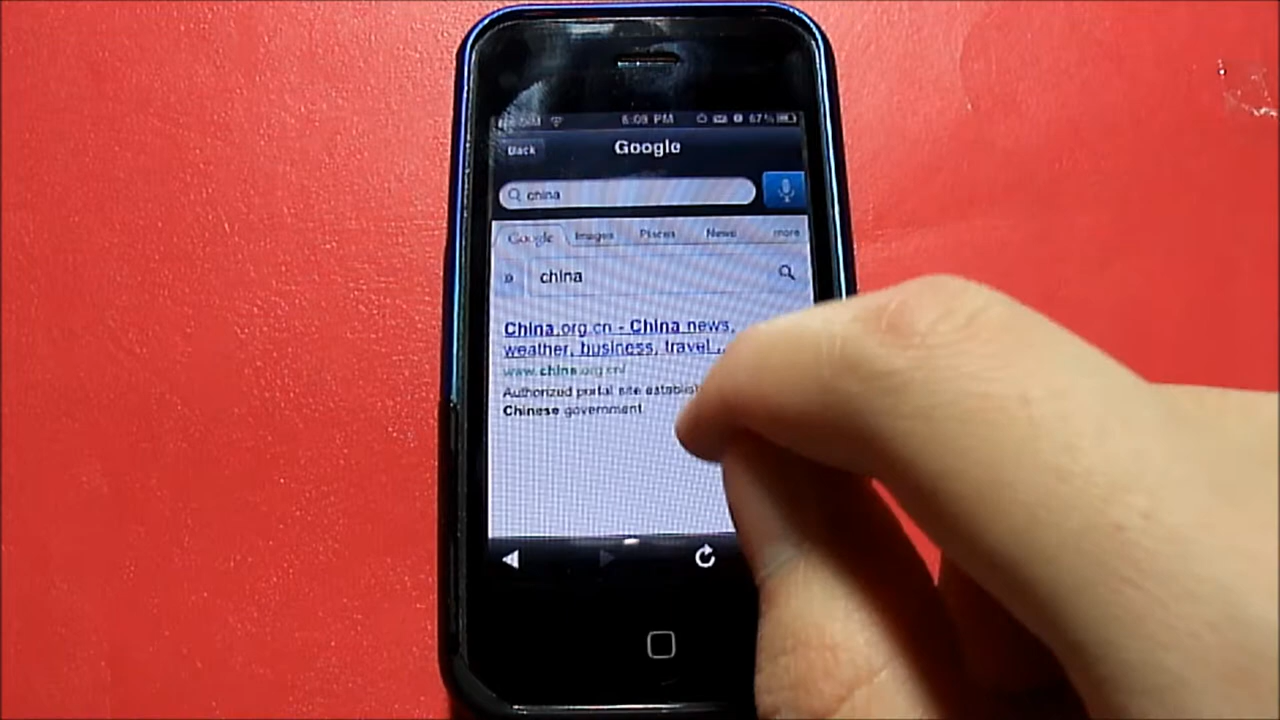 6:09 PM 67%
Back Google
china
Google Images Places News more
» china
China.org.cn - China news,
weather, business, travel ...
www.china.org.cn/
Authorized portal site establis
Chinese government.